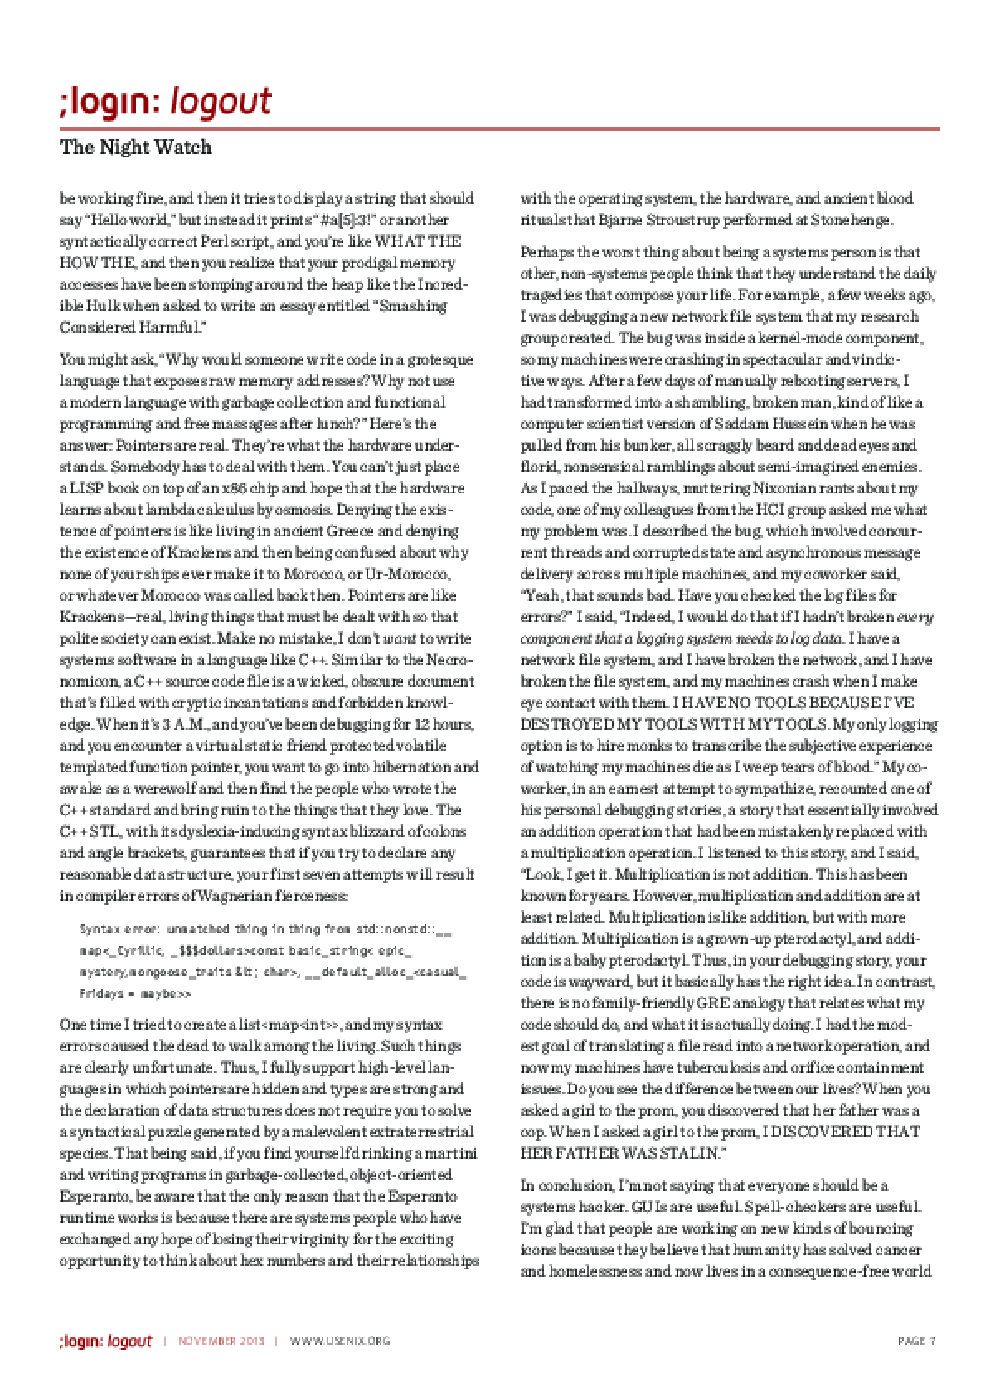 ;login: logout
The Night Watch
be working fine, and then it tries to display a string that should
say “Hello world,” but instead it prints “#a[5]:3!” or another
syntactically correct Perl script, and you’re like WHAT THE
HOW THE, and then you realize that your prodigal memory
accesses have been stomping around the heap like the Incred-
ible Hulk when asked to write an essay entitled “Smashing
Considered Harmful.”
You might ask, “Why would someone write code in a grotesque
language that exposes raw memory addresses? Why not use
a modern language with garbage collection and functional
programming and free massages after lunch?” Here’s the
answer: Pointers are real. They’re what the hardware under-
stands. Somebody has to deal with them. You can’t just place
a LISP book on top of an x86 chip and hope that the hardware
learns about lambda calculus by osmosis. Denying the exis-
tence of pointers is like living in ancient Greece and denying
the existence of Krackens and then being confused about why
none of your ships ever make it to Morocco, or Ur-Morocco,
or whatever Morocco was called back then. Pointers are like
Krackens—real, living things that must be dealt with so that
polite society can exist. Make no mistake, I don’t want to write
systems software in a language like C++. Similar to the Necro-
nomicon, a C++ source code file is a wicked, obscure document
that’s filled with cryptic incantations and forbidden knowl-
edge. When it’s 3 A.M., and you’ve been debugging for 12 hours,
and you encounter a virtual static friend protected volatile
templated function pointer, you want to go into hibernation and
awake as a werewolf and then find the people who wrote the
C++ standard and bring ruin to the things that they love. The
C++ STL, with its dyslexia-inducing syntax blizzard of colons
and angle brackets, guarantees that if you try to declare any
reasonable data structure, your first seven attempts will result
in compiler errors of Wagnerian fierceness:
Syntax error: unmatched thing in thing from std::nonstd::__
map<_Cyrillic, _$$$dollars>const basic_string< epic_
mystery,mongoose_traits &lt; char>, __default_alloc_<casual_
Fridays = maybe>>
One time I tried to create a list<map<int>>, and my syntax
errors caused the dead to walk among the living. Such things
are clearly unfortunate. Thus, I fully support high-level lan-
guages in which pointers are hidden and types are strong and
the declaration of data structures does not require you to solve
a syntactical puzzle generated by a malevolent extraterrestrial
species. That being said, if you find yourself drinking a martini
and writing programs in garbage-collected, object-oriented
Esperanto, be aware that the only reason that the Esperanto
runtime works is because there are systems people who have
exchanged any hope of losing their virginity for the exciting
opportunity to think about hex numbers and their relationships
with the operating system, the hardware, and ancient blood
rituals that Bjarne Stroustrup performed at Stonehenge.
Perhaps the worst thing about being a systems person is that
other, non-systems people think that they understand the daily
tragedies that compose your life. For example, a few weeks ago,
I was debugging a new network file system that my research
group created. The bug was inside a kernel-mode component,
so my machines were crashing in spectacular and vindic-
tive ways. After a few days of manually rebooting servers, I
had transformed into a shambling, broken man, kind of like a
computer scientist version of Saddam Hussein when he was
pulled from his bunker, all scraggly beard and dead eyes and
florid, nonsensical ramblings about semi-imagined enemies.
As I paced the hallways, muttering Nixonian rants about my
code, one of my colleagues from the HCI group asked me what
my problem was. I described the bug, which involved concur-
rent threads and corrupted state and asynchronous message
delivery across multiple machines, and my coworker said,
“Yeah, that sounds bad. Have you checked the log files for
errors?” I said, “Indeed, I would do that if I hadn’t broken every
component that a logging system needs to log data. I have a
network file system, and I have broken the network, and I have
broken the file system, and my machines crash when I make
eye contact with them. I HAVE NO TOOLS BECAUSE I’VE
DESTROYED MY TOOLS WITH MY TOOLS. My only logging
option is to hire monks to transcribe the subjective experience
of watching my machines die as I weep tears of blood.” My co-
worker, in an earnest attempt to sympathize, recounted one of
his personal debugging stories, a story that essentially involved
an addition operation that had been mistakenly replaced with
a multiplication operation. I listened to this story, and I said,
“Look, I get it. Multiplication is not addition. This has been
known for years. However, multiplication and addition are at
least related. Multiplication is like addition, but with more
addition. Multiplication is a grown-up pterodactyl, and addi-
tion is a baby pterodactyl. Thus, in your debugging story, your
code is wayward, but it basically has the right idea. In contrast,
there is no family-friendly GRE analogy that relates what my
code should do, and what it is actually doing. I had the mod-
est goal of translating a file read into a network operation, and
now my machines have tuberculosis and orifice containment
issues. Do you see the difference between our lives? When you
asked a girl to the prom, you discovered that her father was a
cop. When I asked a girl to the prom, I DISCOVERED THAT
HER FATHER WAS STALIN.”
In conclusion, I’m not saying that everyone should be a
systems hacker. GUIs are useful. Spell-checkers are useful.
I’m glad that people are working on new kinds of bouncing
icons because they believe that humanity has solved cancer
and homelessness and now lives in a consequence-free world
;login: logout | NOVEMBER 2013 | WWW.USENIX.ORG
PAGE 7